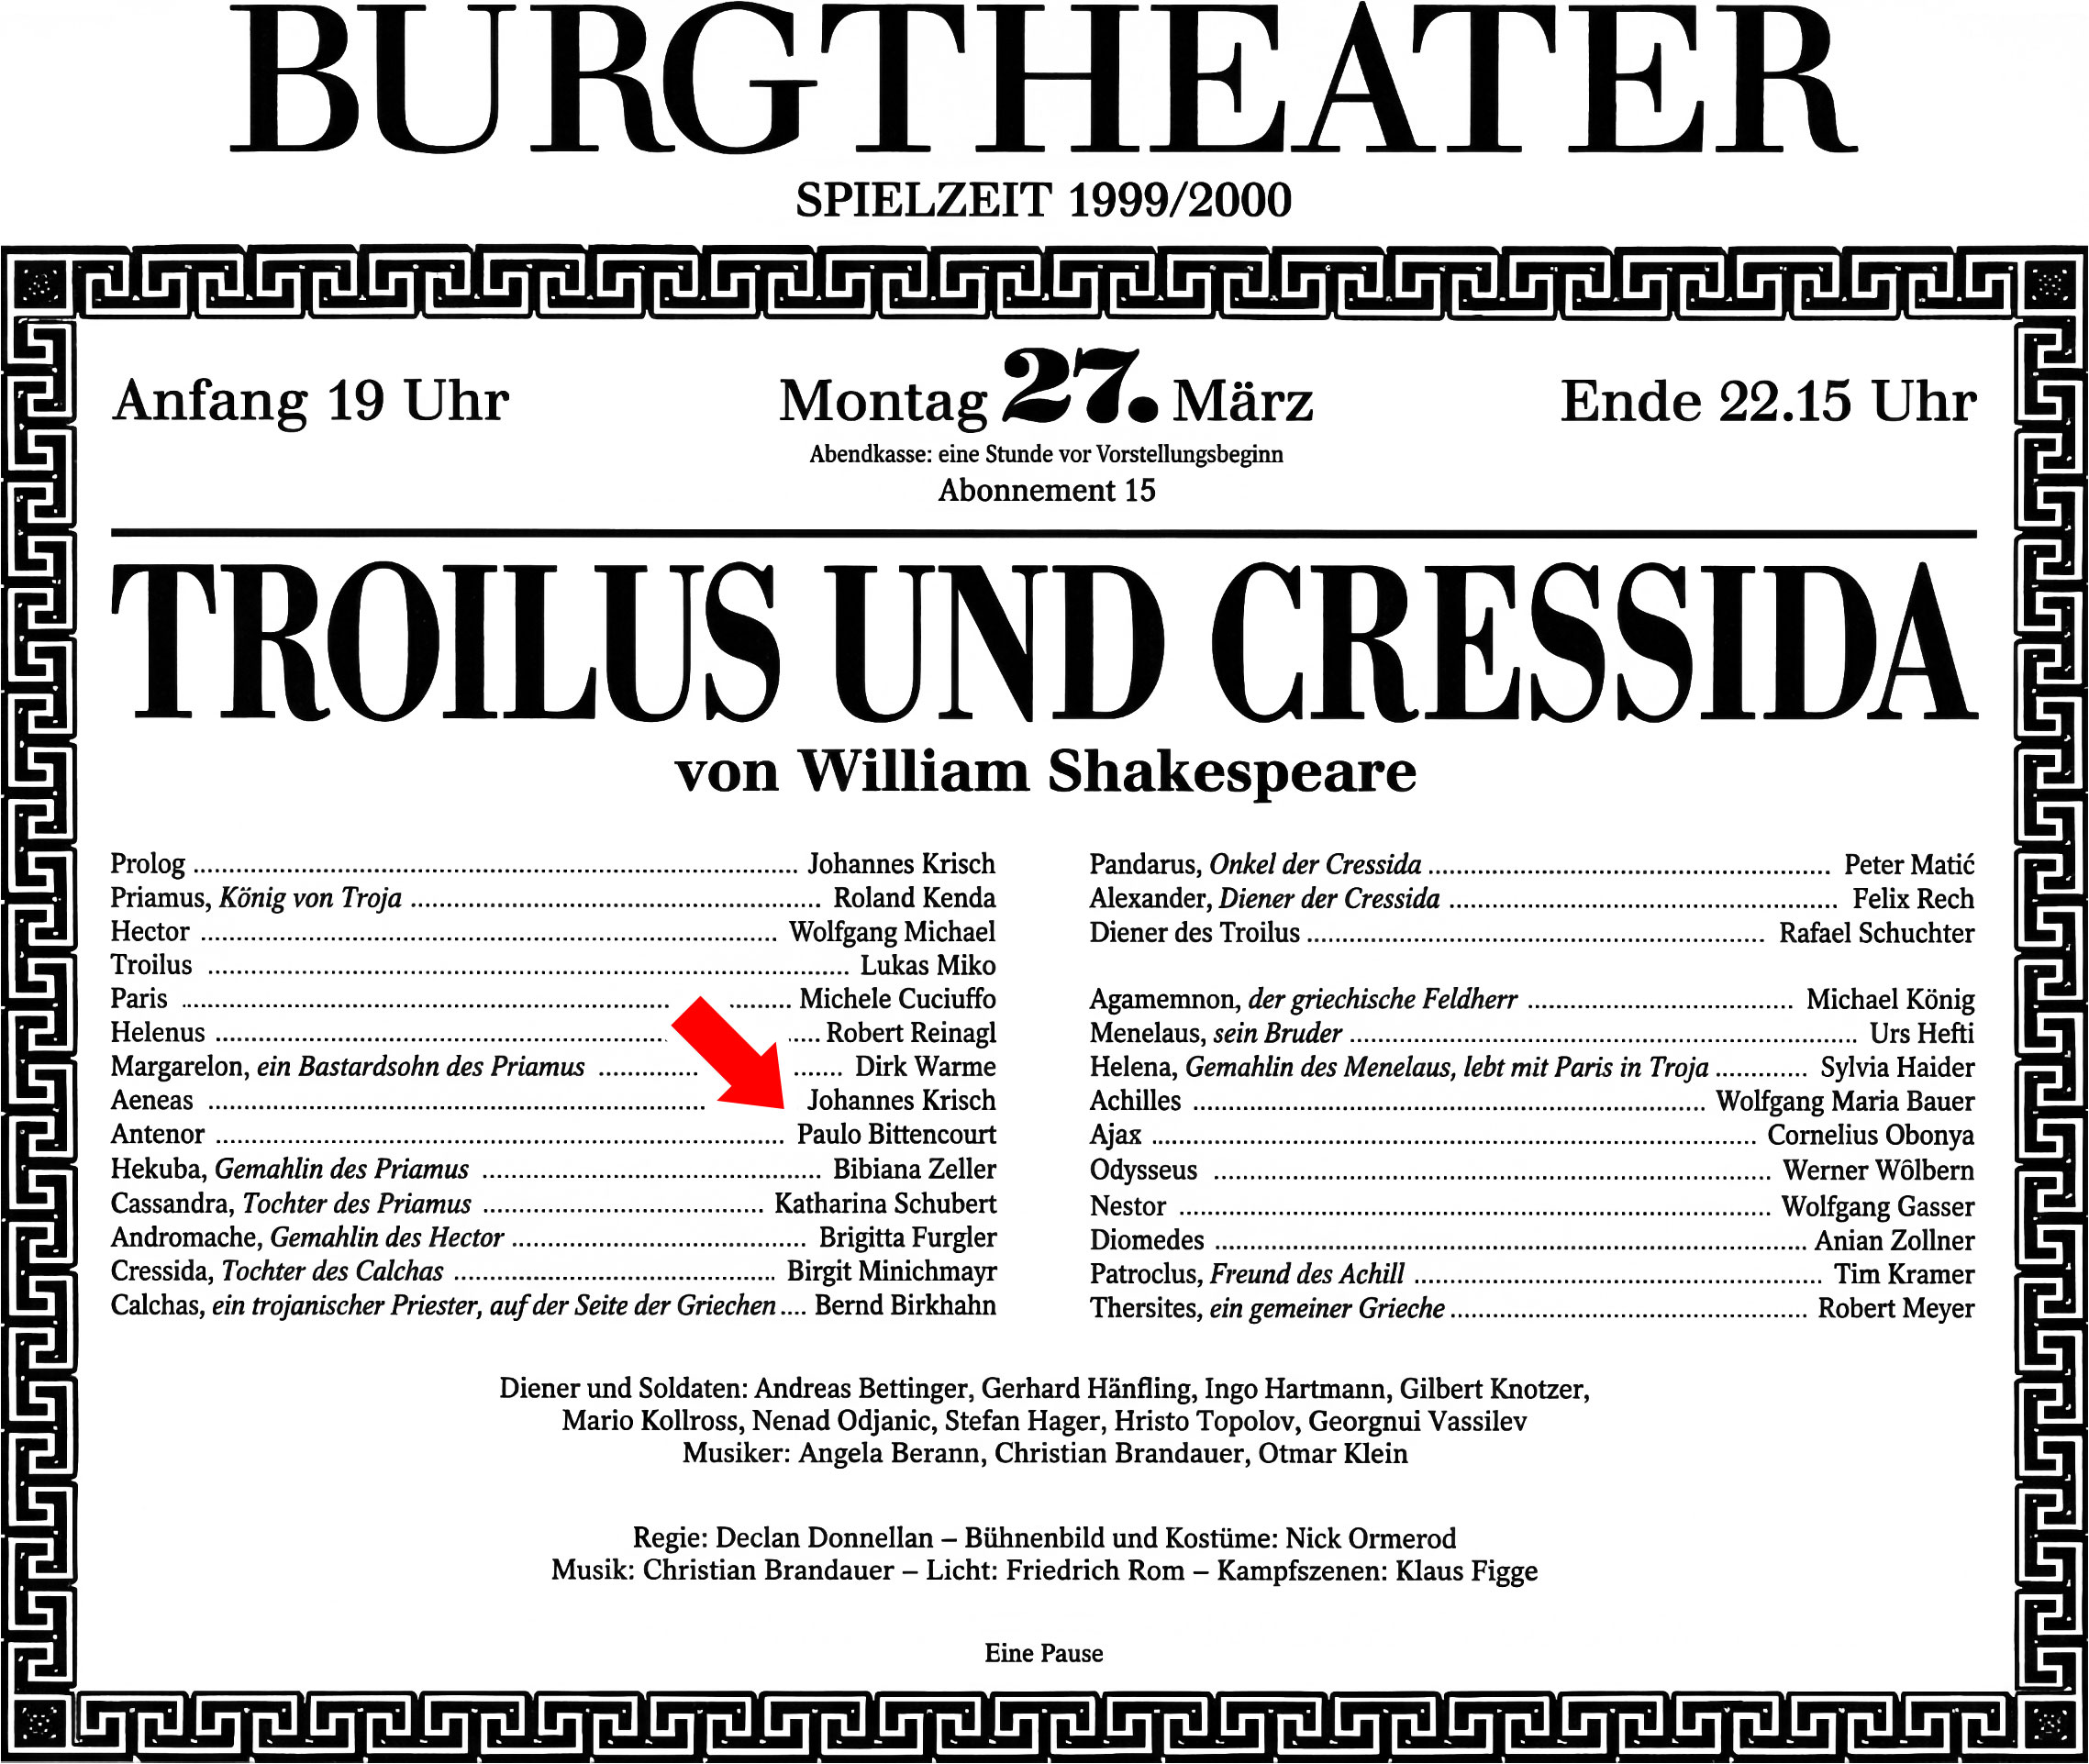 BURGTHEATER
SPIELZEIT 1999/2000
Anfang 19 Uhr Montag 27. März Ende 22.15 Uhr
Abendkasse: eine Stunde vor Vorstellungsbeginn
Abonnement 15
TROILUS UND CRESSIDA
von William Shakespeare
Prolog ........ Johannes Krisch
Priamus, König von Troja ........ Roland Kenda
Hector ........ Wolfgang Michael
Troilus ........ Lukas Miko
Paris ........ Michele Cuciuffo
Helenus ........ Robert Reinagl
Margarelon, ein Bastardsohn des Priamus ........ Dirk Warme
Aeneas ........ Johannes Krisch
Antenor ........ Paulo Bittencourt
Hekuba, Gemahlin des Priamus ........ Bibiana Zeller
Cassandra, Tochter des Priamus ........ Katharina Schubert
Andromache, Gemahlin des Hector ........ Brigitta Furgler
Cressida, Tochter des Calchas ........ Birgit Minichmayr
Calchas, ein trojanischer Priester, auf der Seite der Griechen .... Bernd Birkhahn
Pandarus, Onkel der Cressida ........ Peter Matić
Alexander, Diener der Cressida ........ Felix Rech
Diener des Troilus ........ Rafael Schuchter
Agamemnon, der griechische Feldherr ........ Michael König
Menelaus, sein Bruder ........ Urs Hefti
Helena, Gemahlin des Menelaus, lebt mit Paris in Troja ........ Sylvia Haider
Achilles ........ Wolfgang Maria Bauer
Ajax ........ Cornelius Obonya
Odysseus ........ Werner Wôlbern
Nestor ........ Wolfgang Gasser
Diomedes ........ Anian Zollner
Patroclus, Freund des Achill ........ Tim Kramer
Thersites, ein gemeiner Grieche ........ Robert Meyer
Diener und Soldaten: Andreas Bettinger, Gerhard Hänfling, Ingo Hartmann, Gilbert Knotzer,
Mario Kollross, Nenad Odjanic, Stefan Hager, Hristo Topolov, Georgnui Vassilev
Musiker: Angela Berann, Christian Brandauer, Otmar Klein
Regie: Declan Donnellan – Bühnenbild und Kostüme: Nick Ormerod
Musik: Christian Brandauer – Licht: Friedrich Rom – Kampfszenen: Klaus Figge
Eine Pause